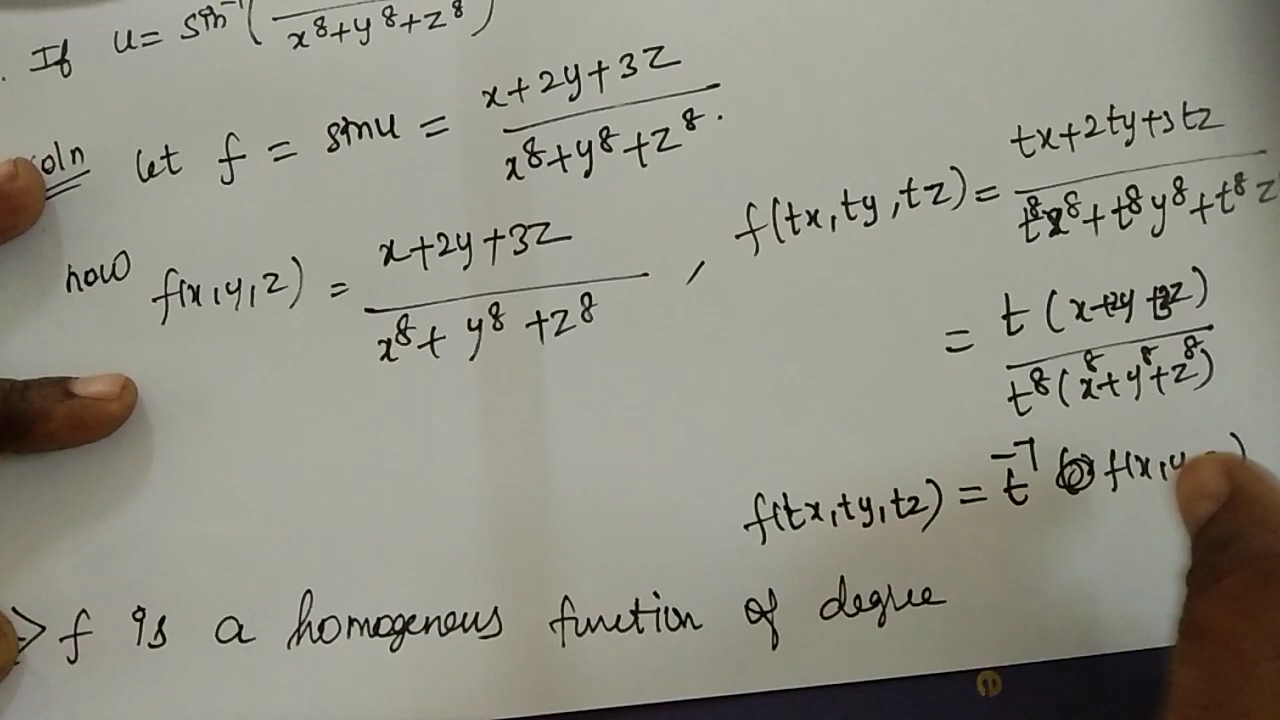 . If u = sin⁻¹( / x⁸+y⁸+z⁸ )
soln let f = sinu = x+2y+3z / x⁸+y⁸+z⁸ .
now f(x,y,z) = x+2y+3z / x⁸+y⁸+z⁸ , f(tx,ty,tz) = tx+2ty+3tz / t⁸x⁸+t⁸y⁸+t⁸z
= t(x+2y+3z) / t⁸(x⁸+y⁸+z⁸)
f(tx,ty,tz) = t⁻⁷ f(x,y )
⇒ f is a homogenous function of degree